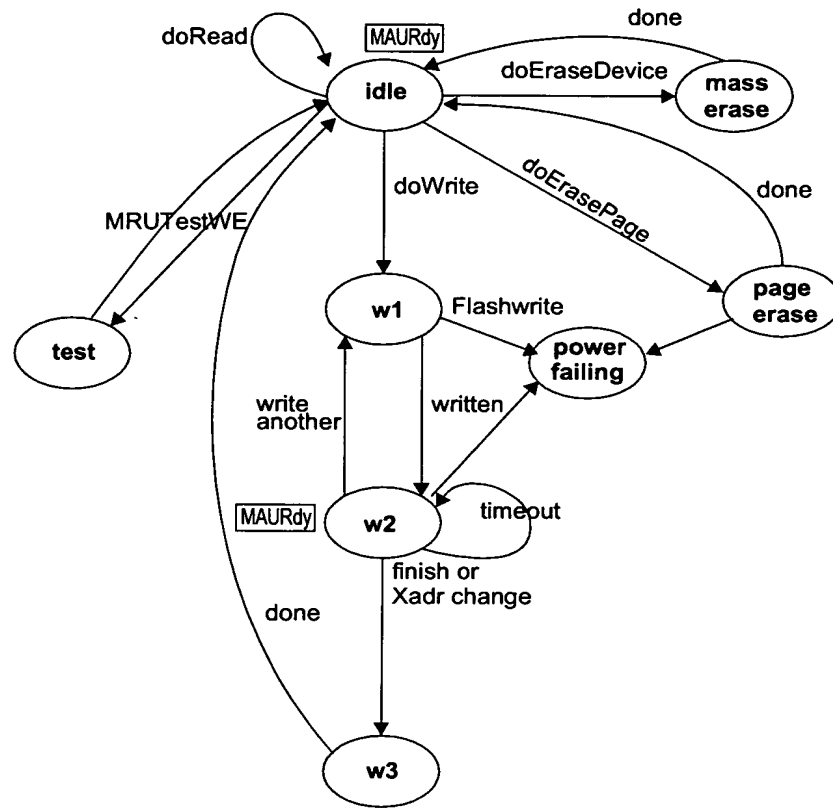 done
doRead
MAURdy
doEraseDevice
idle
mass
erase
doWrite
doErasePage
done
MRUTestWE
w1
Flashwrite
page
erase
test
power
failing
write
another
written
MAURdy
w2
timeout
finish or
Xadr change
done
w3